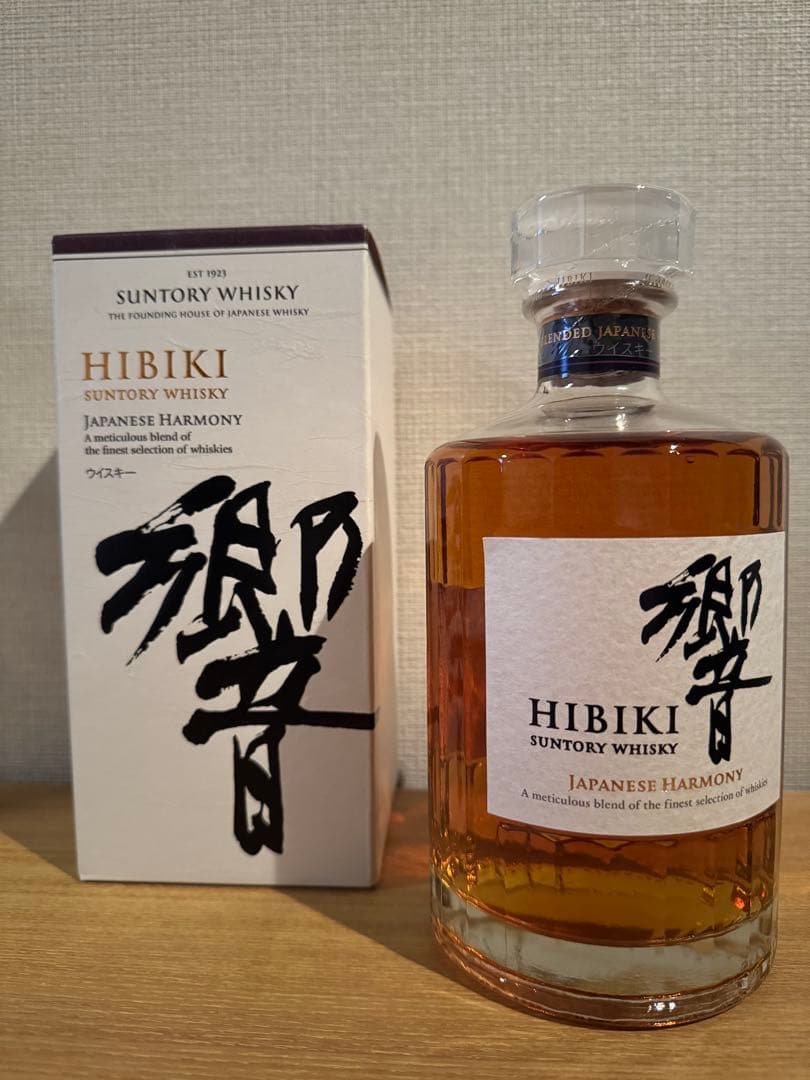 EST 1923
SUNTORY WHISKY
THE FOUNDING HOUSE OF JAPANESE WHISKY
HIBIKI
SUNTORY WHISKY
JAPANESE HARMONY
A meticulous blend of
the finest selection of whiskies
ウイスキー
響
HIBIKI
BLENDED JAPANESE
ウイスキー
響
HIBIKI
SUNTORY WHISKY
JAPANESE HARMONY
A meticulous blend of the finest selection of whiskies